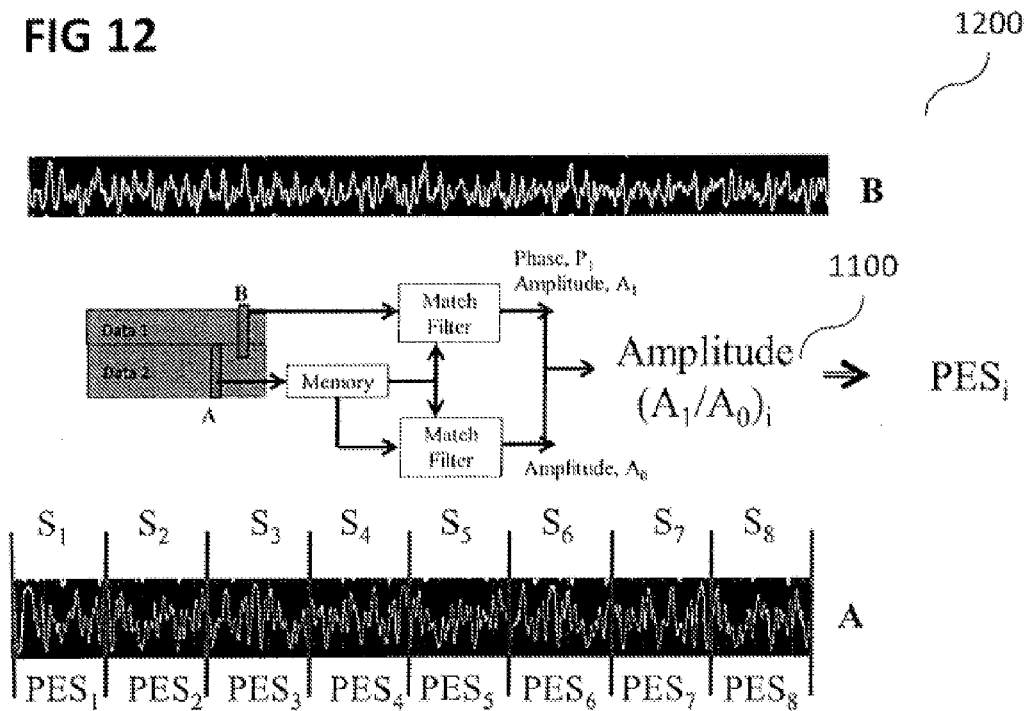 FIG 12
1200
B
1100
Phase, P₁
Amplitude, A₁
B
Match
Filter
Data 1
Data 2
Memory
A
Match
Filter
Amplitude, A₀
Amplitude
(A₁/A₀)ᵢ
PESᵢ
S₁ S₂ S₃ S₄ S₅ S₆ S₇ S₈
A
PES₁ PES₂ PES₃ PES₄ PES₅ PES₆ PES₇ PES₈